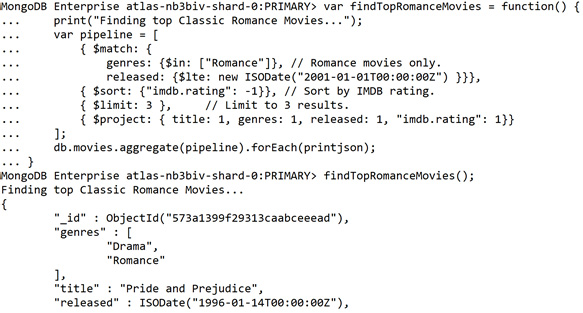 MongoDB Enterprise atlas-nb3biv-shard-0:PRIMARY> var findTopRomanceMovies = function() {
...     print("Finding top Classic Romance Movies...");
...     var pipeline = [
...         { $match: {
...             genres: {$in: ["Romance"]}, // Romance movies only.
...             released: {$lte: new ISODate("2001-01-01T00:00:00Z") }}},
...         { $sort: {"imdb.rating": -1}}, // Sort by IMDB rating.
...         { $limit: 3 },     // Limit to 3 results.
...         { $project: { title: 1, genres: 1, released: 1, "imdb.rating": 1}}
...     ];
...     db.movies.aggregate(pipeline).forEach(printjson);
... }
MongoDB Enterprise atlas-nb3biv-shard-0:PRIMARY> findTopRomanceMovies();
Finding top Classic Romance Movies...
{
        "_id" : ObjectId("573a1399f29313caabceeead"),
        "genres" : [
                "Drama",
                "Romance"
        ],
        "title" : "Pride and Prejudice",
        "released" : ISODate("1996-01-14T00:00:00Z"),